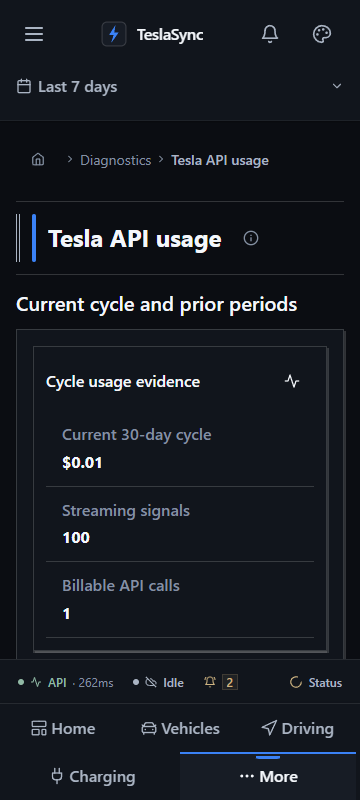 TeslaSync
Last 7 days
Diagnostics Tesla API usage
Tesla API usage
Current cycle and prior periods
Cycle usage evidence
Current 30-day cycle
$0.01
Streaming signals
100
Billable API calls
1
API · 262ms Idle 2 Status
Home Vehicles Driving
Charging More